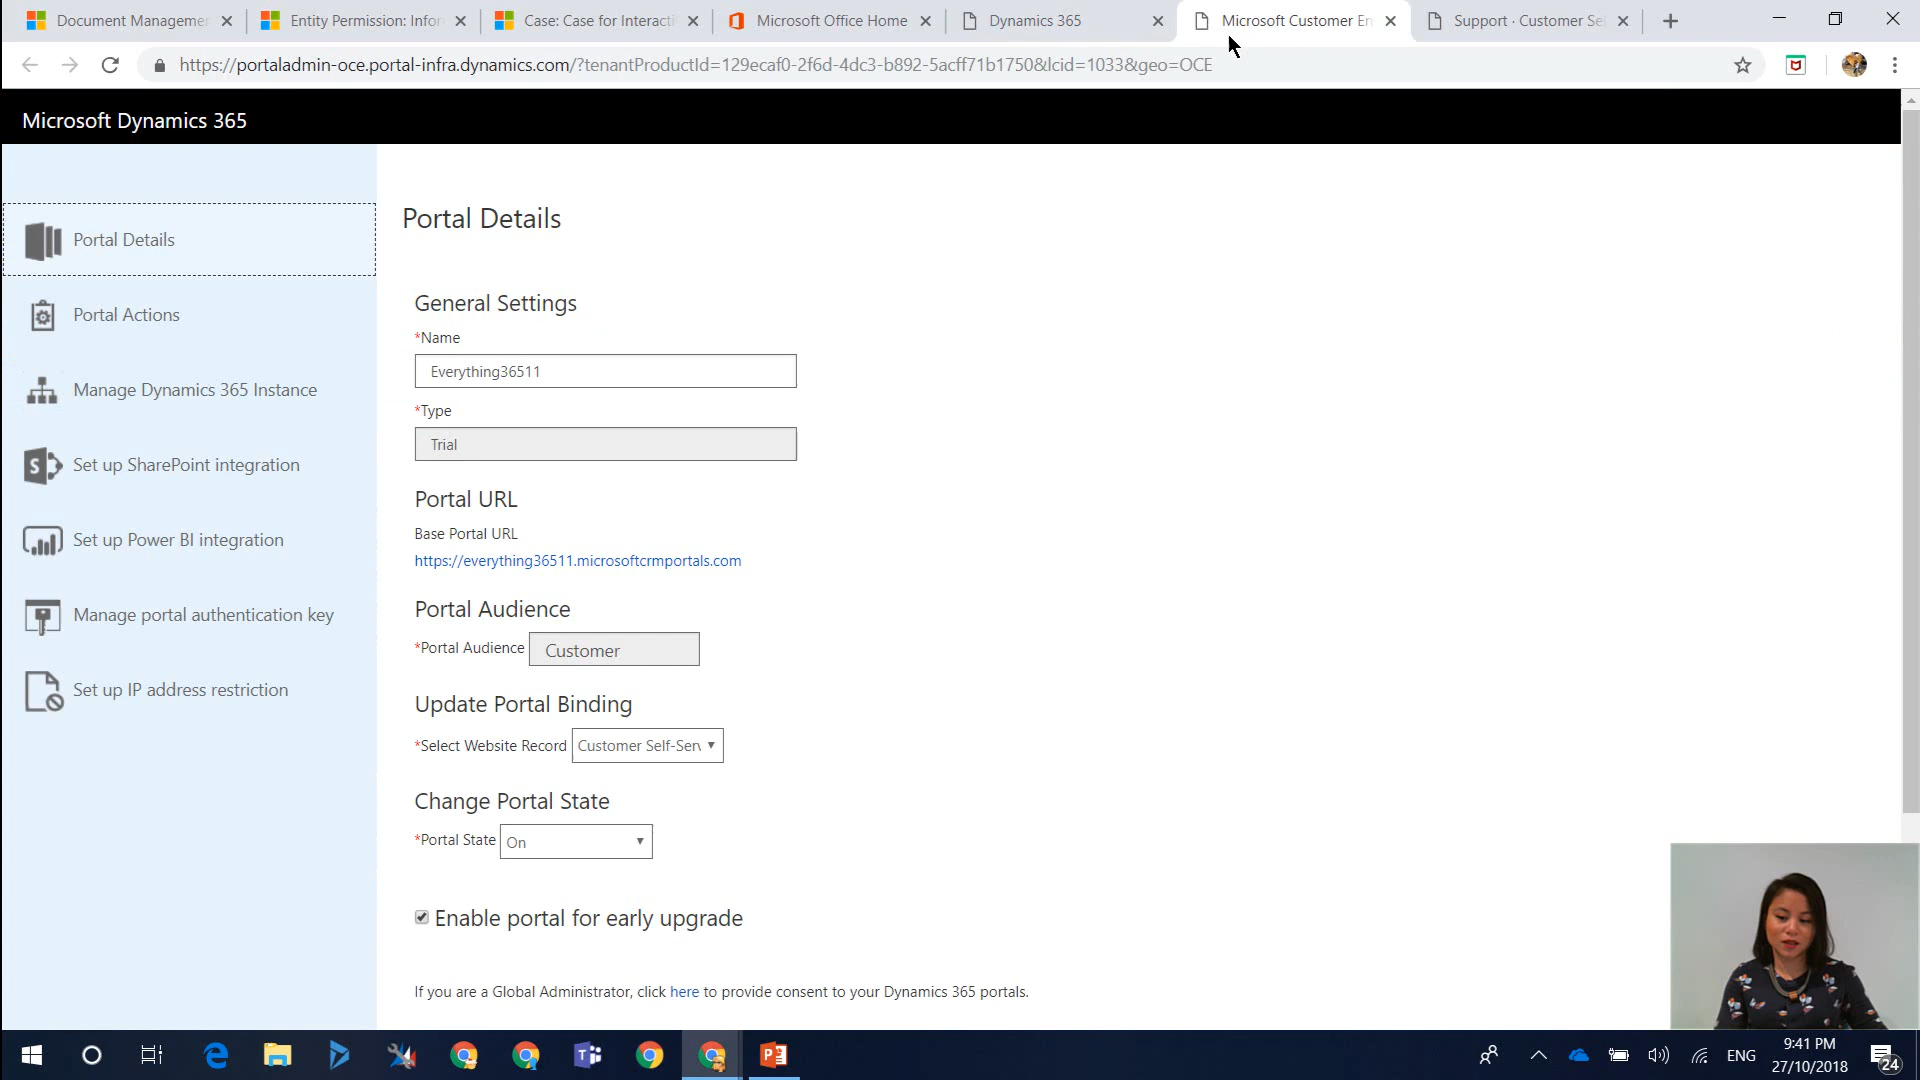 Document Managemen
Entity Permission: Infor
Case: Case for Interacti
Microsoft Office Home
Dynamics 365
Microsoft Customer En
Support · Customer Se
https://portaladmin-oce.portal-infra.dynamics.com/?tenantProductId=129ecaf0-2f6d-4dc3-b892-5acff71b1750&lcid=1033&geo=OCE
Microsoft Dynamics 365
Portal Details
Portal Actions
Manage Dynamics 365 Instance
Set up SharePoint integration
Set up Power BI integration
Manage portal authentication key
Set up IP address restriction
Portal Details
General Settings
*Name
Everything36511
*Type
Trial
Portal URL
Base Portal URL
https://everything36511.microsoftcrmportals.com
Portal Audience
*Portal Audience Customer
Update Portal Binding
*Select Website Record Customer Self-Serv
Change Portal State
*Portal State On
Enable portal for early upgrade
If you are a Global Administrator, click here to provide consent to your Dynamics 365 portals.
ENG
9:41 PM
27/10/2018
24